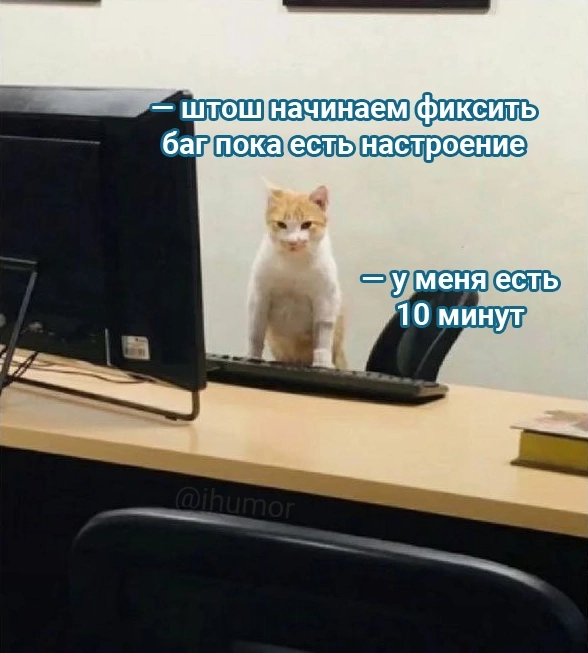 — штош начинаем фиксить
баг пока есть настроение
— у меня есть
10 минут
@ihumor